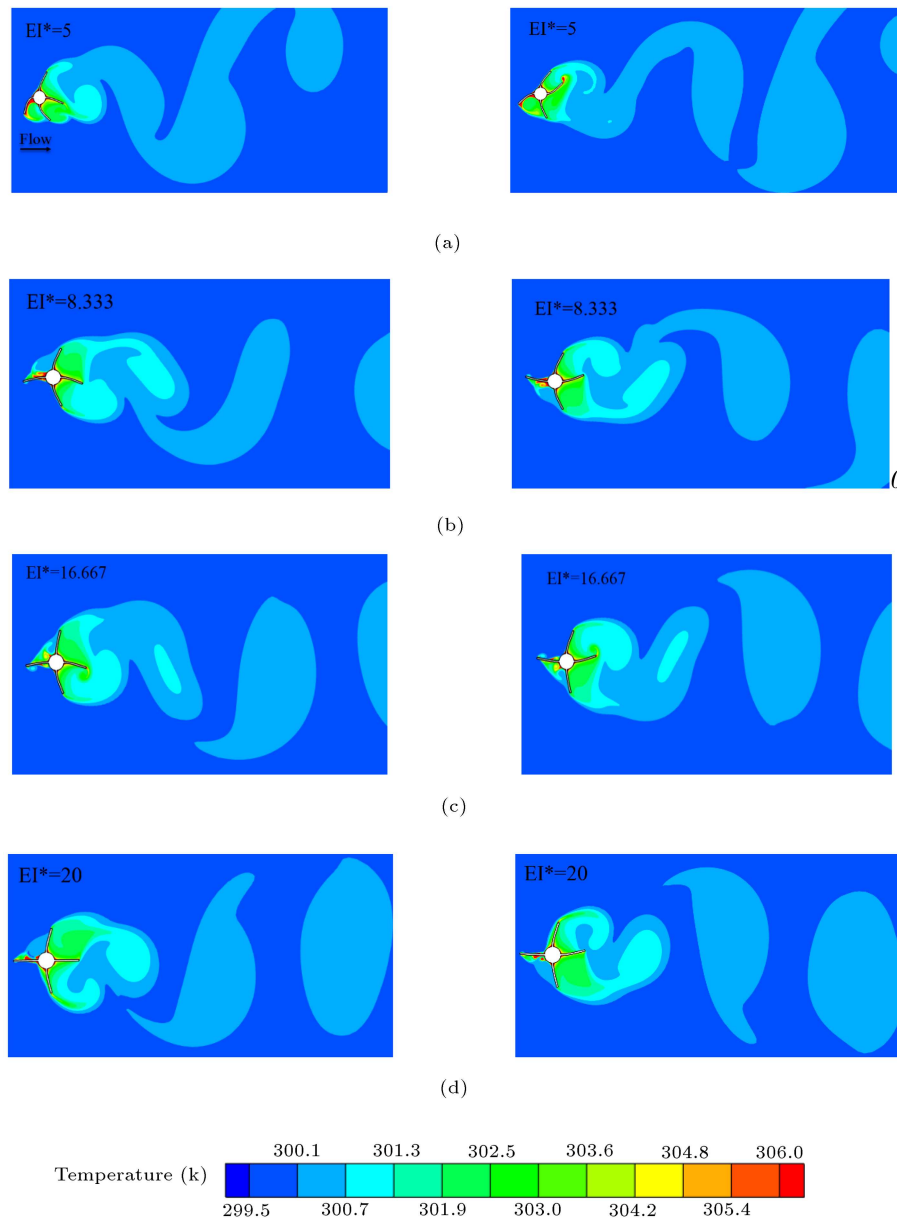 EI*=5
EI*=5
Flow
(a)
EI*=8.333
EI*=8.333
(b)
EI*=16.667
EI*=16.667
(c)
EI*=20
EI*=20
(d)
300.1 301.3 302.5 303.6 304.8 306.0
Temperature (k)
299.5 300.7 301.9 303.0 304.2 305.4